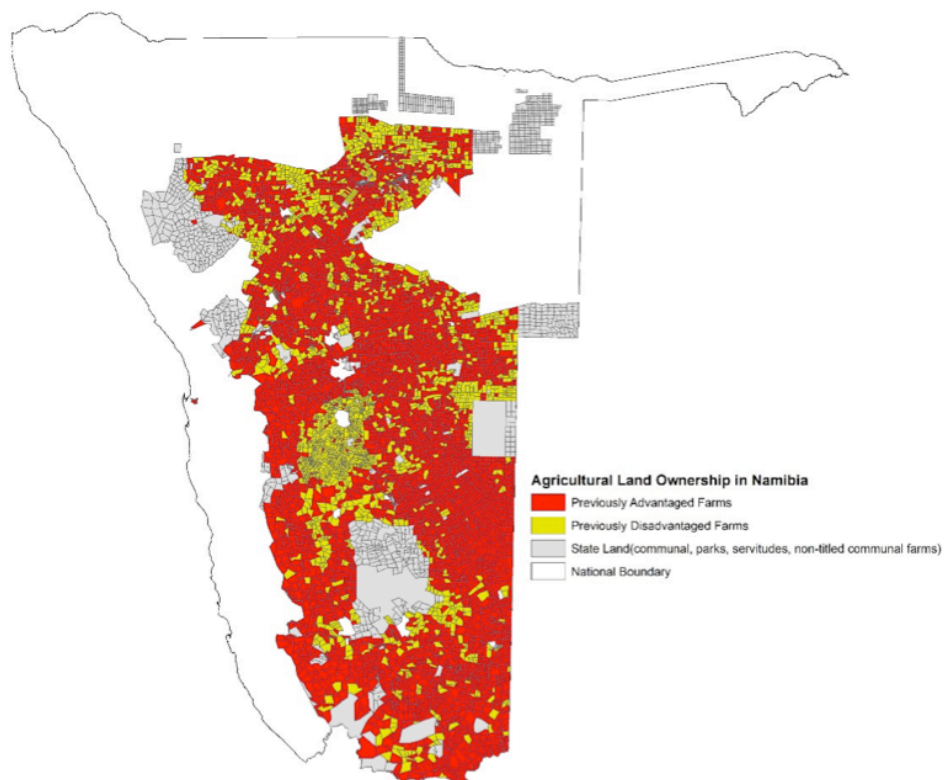 Agricultural Land Ownership in Namibia
Previously Advantaged Farms
Previously Disadvantaged Farms
State Land(communal, parks, servitudes, non-titled communal farms)
National Boundary